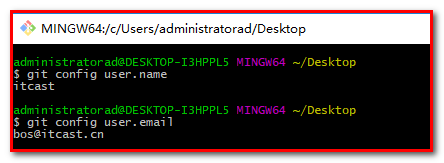 MINGW64:/c/Users/administratorad/Desktop
administratorad@DESKTOP-I3HPPL5 MINGW64 ~/Desktop
$ git config user.name
itcast
administratorad@DESKTOP-I3HPPL5 MINGW64 ~/Desktop
$ git config user.email
bos@itcast.cn